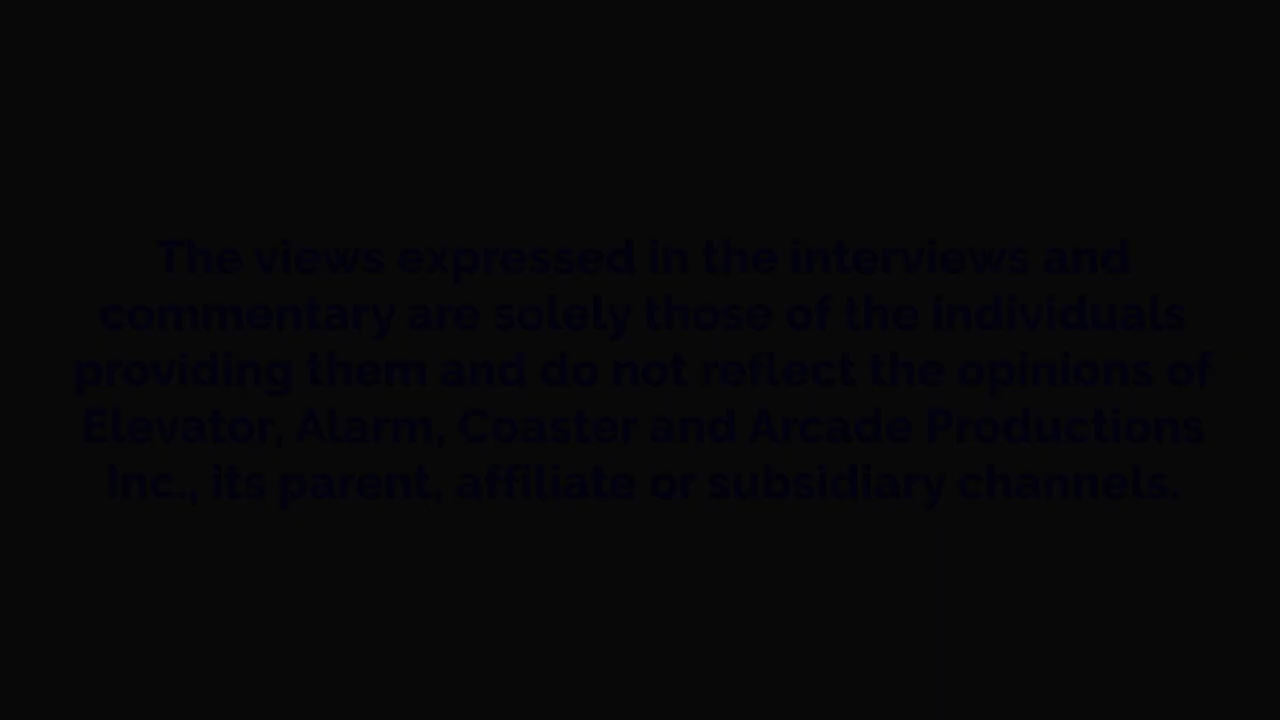 The views expressed in the interviews and
commentary are solely those of the individuals
providing them and do not reflect the opinions of
Elevator, Alarm, Coaster and Arcade Productions
Inc., its parent, affiliate or subsidiary channels.